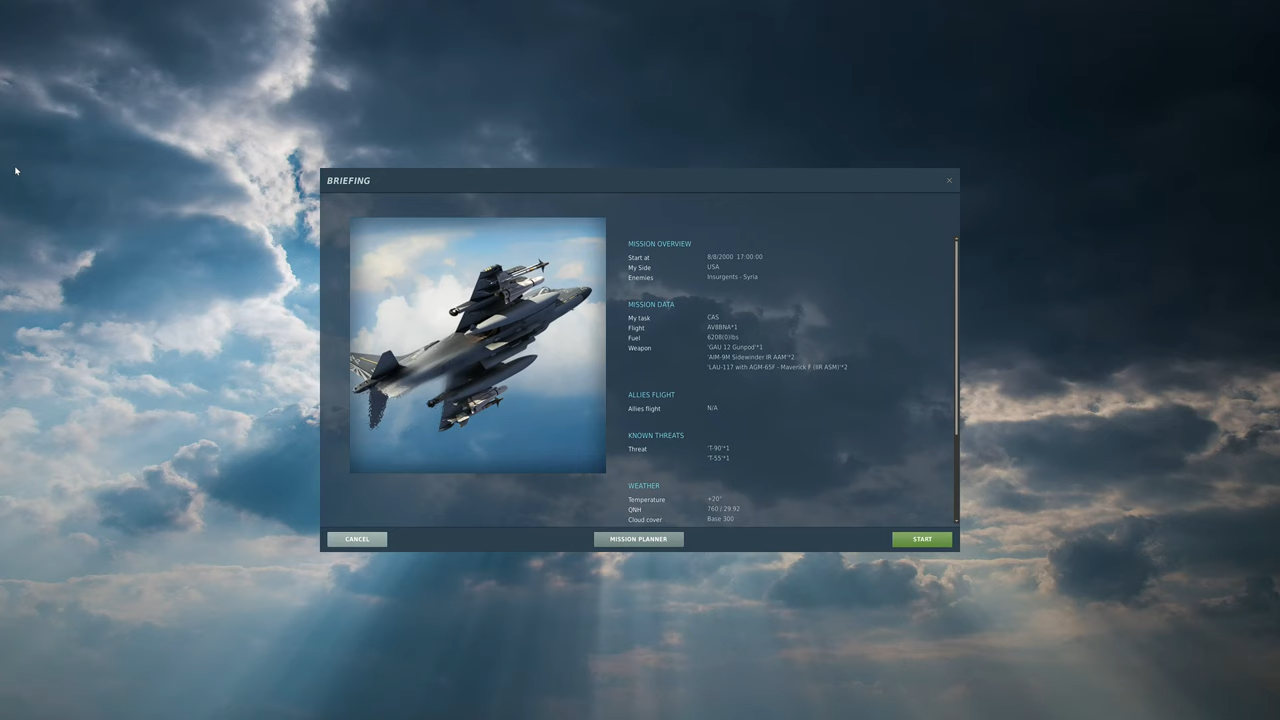 BRIEFING
MISSION OVERVIEW
Start at 8/8/2000 17:00:00
My Side USA
Enemies Insurgents - Syria
MISSION DATA
My task CAS
Flight AV8BNA*1
Fuel 6208(0)lbs
Weapon 'GAU 12 Gunpod'*1
'AIM-9M Sidewinder IR AAM'*2
'LAU-117 with AGM-65F - Maverick F (IIR ASM)'*2
ALLIES FLIGHT
Allies flight N/A
KNOWN THREATS
Threat 'T-90'*1
'T-55'*1
WEATHER
Temperature +20°
QNH 760 / 29.92
Cloud cover Base 300
CANCEL MISSION PLANNER START